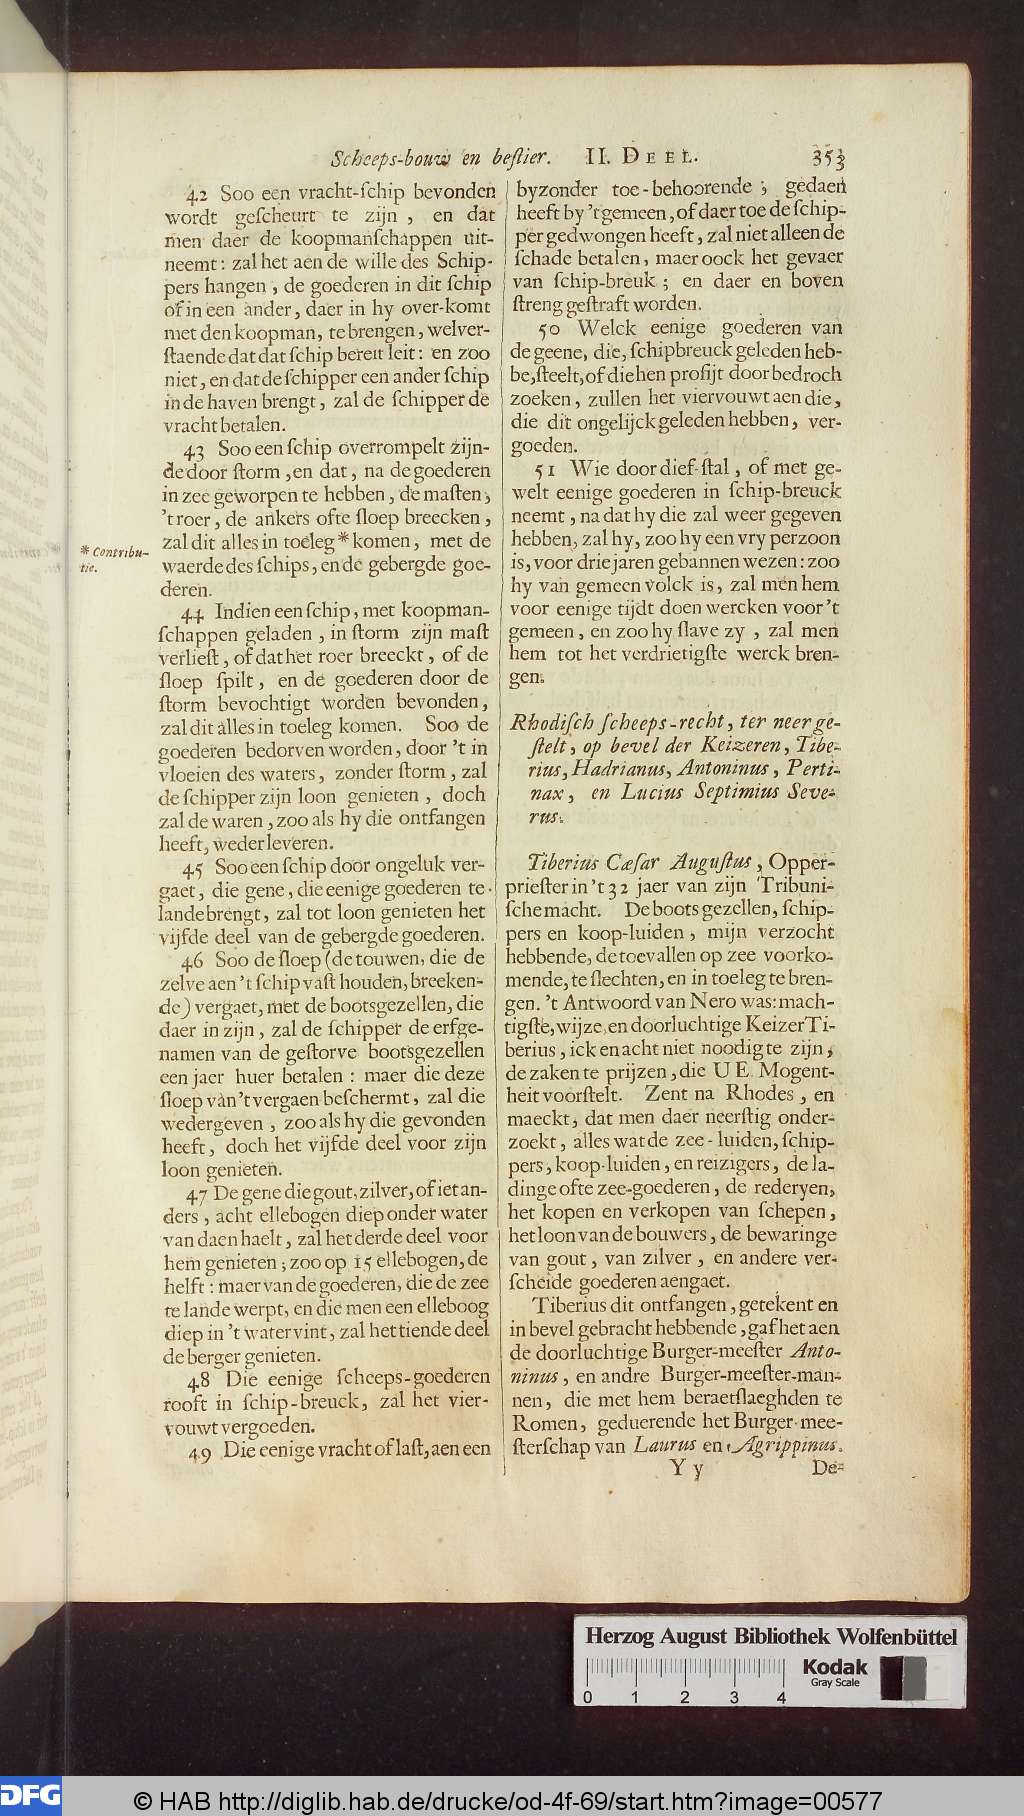 Scheeps-bouw en beſtier. II. DEEL. 353
42 Soo een vracht-ſchip bevonden
wordt geſcheurt te zijn, en dat
men daer de koopmanſchappen uit-
neemt: zal het aen de wille des Schip-
pers hangen, de goederen in dit ſchip
of in een ander, daer in hy over-komt
met den koopman, te brengen, welver-
ſtaende dat dat ſchip bereit leit: en zoo
niet, en dat de ſchipper een ander ſchip
in de haven brengt, zal de ſchipper de
vracht betalen.
43 Soo een ſchip overrompelt zijn-
de door ſtorm, en dat, na de goederen
in zee geworpen te hebben, de maſten,
't roer, de ankers ofte ſloep breecken,
zal dit alles in toeleg * komen, met de
waerde des ſchips, en de gebergde goe-
deren.
* Contribu-
tie.
44 Indien een ſchip, met koopman-
ſchappen geladen, in ſtorm zijn maſt
verlieſt, of dat het roer breeckt, of de
ſloep ſpilt, en de goederen door de
ſtorm bevochtigt worden bevonden,
zal dit alles in toeleg komen. Soo de
goederen bedorven worden, door 't in
vloeien des waters, zonder ſtorm, zal
de ſchipper zijn loon genieten, doch
zal de waren, zoo als hy die ontfangen
heeft, weder leveren.
45 Soo een ſchip door ongeluk ver-
gaet, die gene, die eenige goederen te
lande brengt, zal tot loon genieten het
vijfde deel van de gebergde goederen.
46 Soo de ſloep (de touwen, die de
zelve aen 't ſchip vaſt houden, breeken-
de) vergaet, met de bootsgezellen, die
daer in zijn, zal de ſchipper de erfge-
namen van de geſtorve bootsgezellen
een jaer huer betalen: maer die deze
ſloep van 't vergaen beſchermt, zal die
wedergeven, zoo als hy die gevonden
heeft, doch het vijfde deel voor zijn
loon genieten.
47 De gene die gout, zilver, of iet an-
ders, acht ellebogen diep onder water
van daen haelt, zal het derde deel voor
hem genieten; zoo op 15 ellebogen, de
helft: maer van de goederen, die de zee
te lande werpt, en die men een elleboog
diep in 't water vint, zal het tiende deel
de berger genieten.
48 Die eenige ſcheeps-goederen
rooft in ſchip-breuck, zal het vier-
vouwt vergoeden.
49 Die eenige vracht of laſt, aen een
byzonder toe-behoorende; gedaen
heeft by 't gemeen, of daer toe de ſchip-
per gedwongen heeft, zal niet alleen de
ſchade betalen, maer oock het gevaer
van ſchip-breuk; en daer en boven
ſtreng geſtraft worden.
50 Welck eenige goederen van
de geene, die, ſchipbreuck geleden heb-
be, ſteelt, of die hen profijt door bedroch
zoeken, zullen het viervouwt aen die,
die dit ongelijck geleden hebben, ver-
goeden.
51 Wie door dief-ſtal, of met ge-
welt eenige goederen in ſchip-breuck
neemt, na dat hy die zal weer gegeven
hebben, zal hy, zoo hy een vry perzoon
is, voor drie jaren gebannen wezen: zoo
hy van gemeen volck is, zal men hem
voor eenige tijdt doen wercken voor 't
gemeen, en zoo hy ſlave zy, zal men
hem tot het verdrietigſte werck bren-
gen.
Rhodiſch ſcheeps-recht, ter neer ge-
ſtelt, op bevel der Keizeren, Tibe-
rius, Hadrianus, Antoninus, Perti-
nax, en Lucius Septimius Seve-
rus.
Tiberius Cæſar Auguſtus, Opper-
prieſter in 't 32 jaer van zijn Tribuni-
ſche macht. De boots gezellen, ſchip-
pers en koop-luiden, mijn verzocht
hebbende, de toevallen op zee voorko-
mende, te ſlechten, en in toeleg te bren-
gen. 't Antwoord van Nero was: mach-
tigſte, wijze, en doorluchtige Keizer Ti-
berius, ick en acht niet noodig te zijn,
de zaken te prijzen, die U E Mogent-
heit voorſtelt. Zent na Rhodes, en
maeckt, dat men daer neerſtig onder-
zoekt, alles wat de zee-luiden, ſchip-
pers, koop-luiden, en reizigers, de la-
dinge ofte zee-goederen, de rederyen,
het kopen en verkopen van ſchepen,
het loon van de bouwers, de bewaringe
van gout, van zilver, en andere ver-
ſcheide goederen aengaet.
Tiberius dit ontfangen, getekent en
in bevel gebracht hebbende, gaf het aen
de doorluchtige Burger-meeſter Anto-
ninus, en andre Burger-meeſter-man-
nen, die met hem beraetſlaeghden te
Romen, geduerende het Burger-mee-
ſterſchap van Laurus en Agrippinus.
Y y De-
Herzog August Bibliothek Wolfenbüttel
0 1 2 3 4
Kodak
Gray Scale
DFG
© HAB http://diglib.hab.de/drucke/od-4f-69/start.htm?image=00577